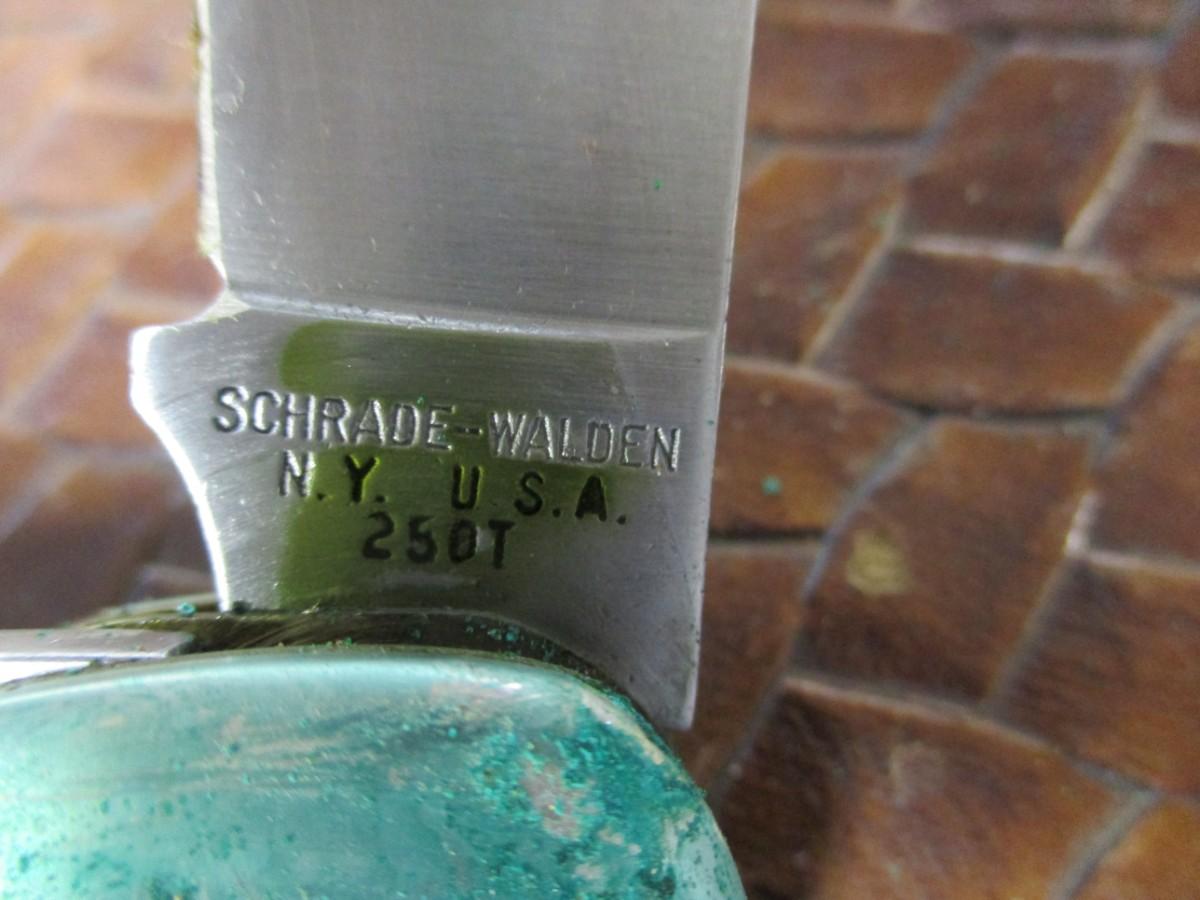 SCHRADE-WALDEN
N.Y. U.S.A.
250T